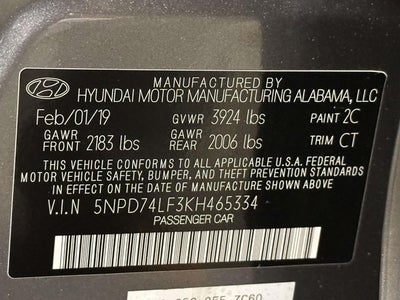 MANUFACTURED BY
HYUNDAI MOTOR MANUFACTURING ALABAMA, LLC
Feb/01/19 GVWR 3924 lbs PAINT 2C
GAWR FRONT 2183 lbs GAWR REAR 2006 lbs TRIM CT
THIS VEHICLE CONFORMS TO ALL APPLICABLE U.S.A. FEDERAL
MOTOR VEHICLE SAFETY, BUMPER, AND THEFT PREVENTION
STANDARDS IN EFFECT ON THE DATE OF MANUFACTURE SHOWN ABOVE.
V.I.N 5NPD74LF3KH465334
PASSENGER CAR